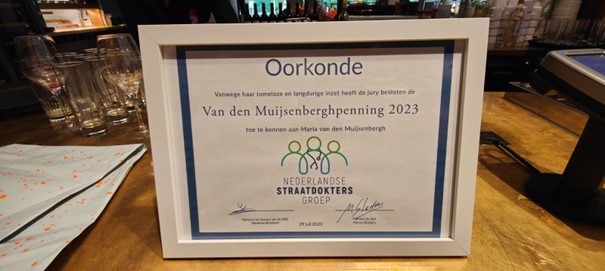 Oorkonde
Vanwege haar tomeloze en langdurige inzet heeft de jury besloten de
Van den Muijsenberghpenning 2023
toe te kennen aan Maria van den Muijsenbergh
NEDERLANDSE
STRAATDOKTERS
GROEP
29 juli 2023